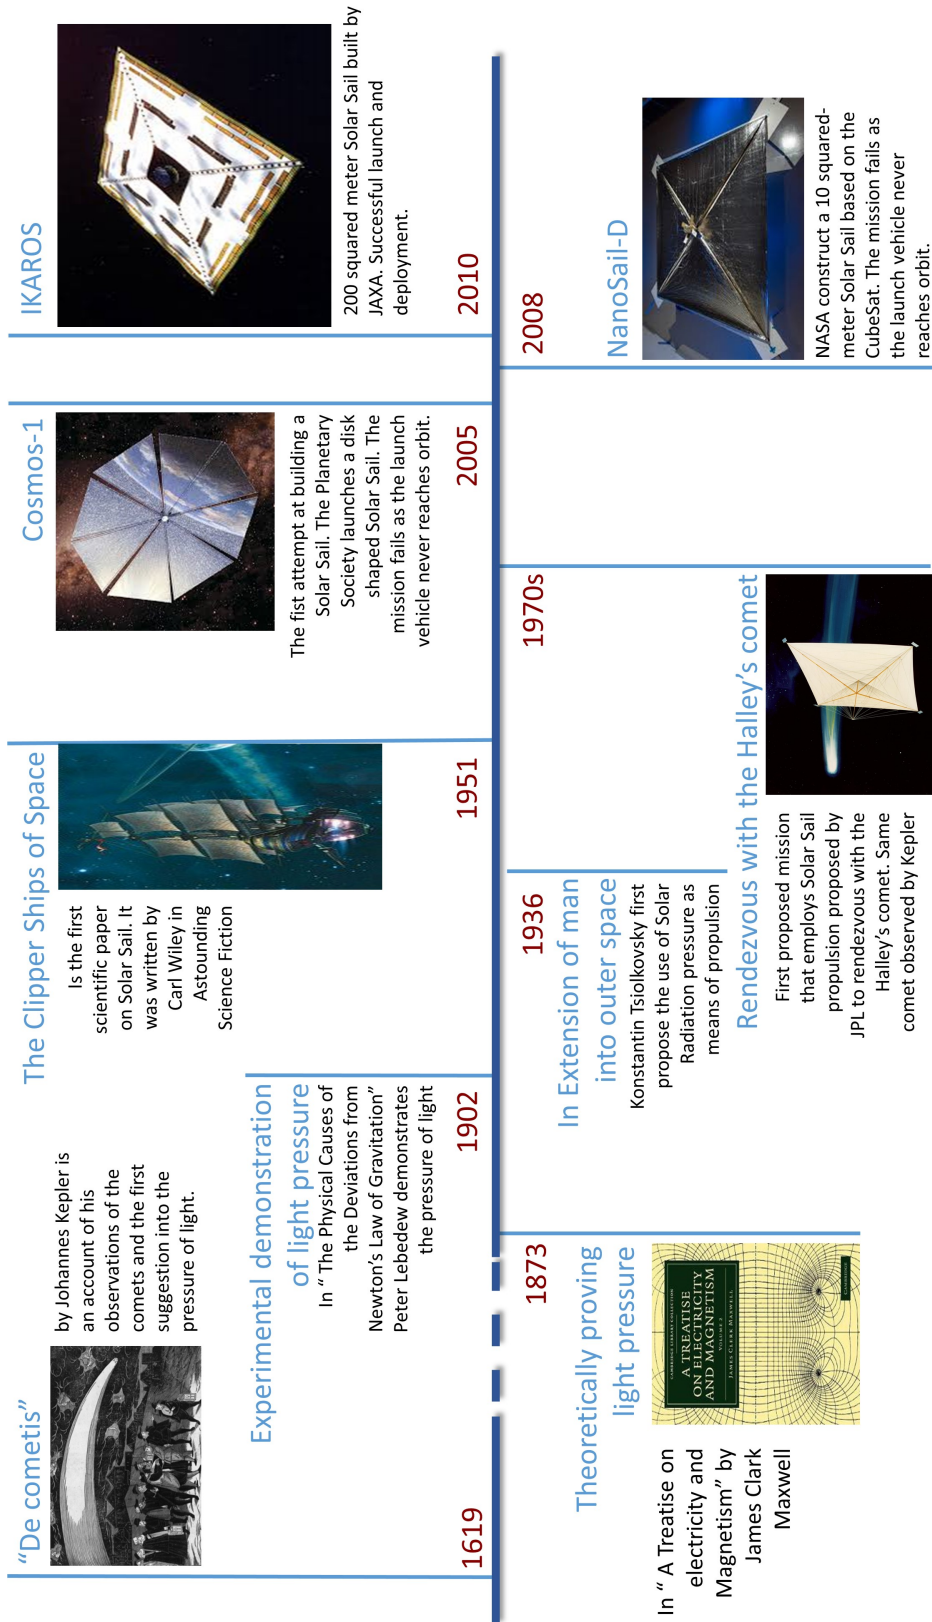 “De cometis”
by Johannes Kepler is
an account of his
observations of the
comets and the first
suggestion into the
pressure of light.
1619
Theoretically proving
light pressure
1873
In “ A Treatise on
electricity and
Magnetism” by
James Clark
Maxwell
A TREATISE
ON ELECTRICITY
AND MAGNETISM
VOLUME 2
JAMES CLERK MAXWELL
Experimental demonstration
of light pressure
In “ The Physical Causes of
the Deviations from
Newton’s Law of Gravitation”
Peter Lebedew demonstrates
the pressure of light
1902
1936
In Extension of man
into outer space
Konstantin Tsiolkovsky first
propose the use of Solar
Radiation pressure as
means of propulsion
The Clipper Ships of Space
Is the first
scientific paper
on Solar Sail. It
was written by
Carl Wiley in
Astounding
Science Fiction
1951
1970s
Rendezvous with the Halley’s comet
First proposed mission
that employs Solar Sail
propulsion proposed by
JPL to rendezvous with the
Halley’s comet. Same
comet observed by Kepler
Cosmos-1
The fist attempt at building a
Solar Sail. The Planetary
Society launches a disk
shaped Solar Sail. The
mission fails as the launch
vehicle never reaches orbit.
2005
2008
NanoSail-D
NASA construct a 10 squared-
meter Solar Sail based on the
CubeSat. The mission fails as
the launch vehicle never
reaches orbit.
IKAROS
200 squared meter Solar Sail built by
JAXA. Successful launch and
deployment.
2010